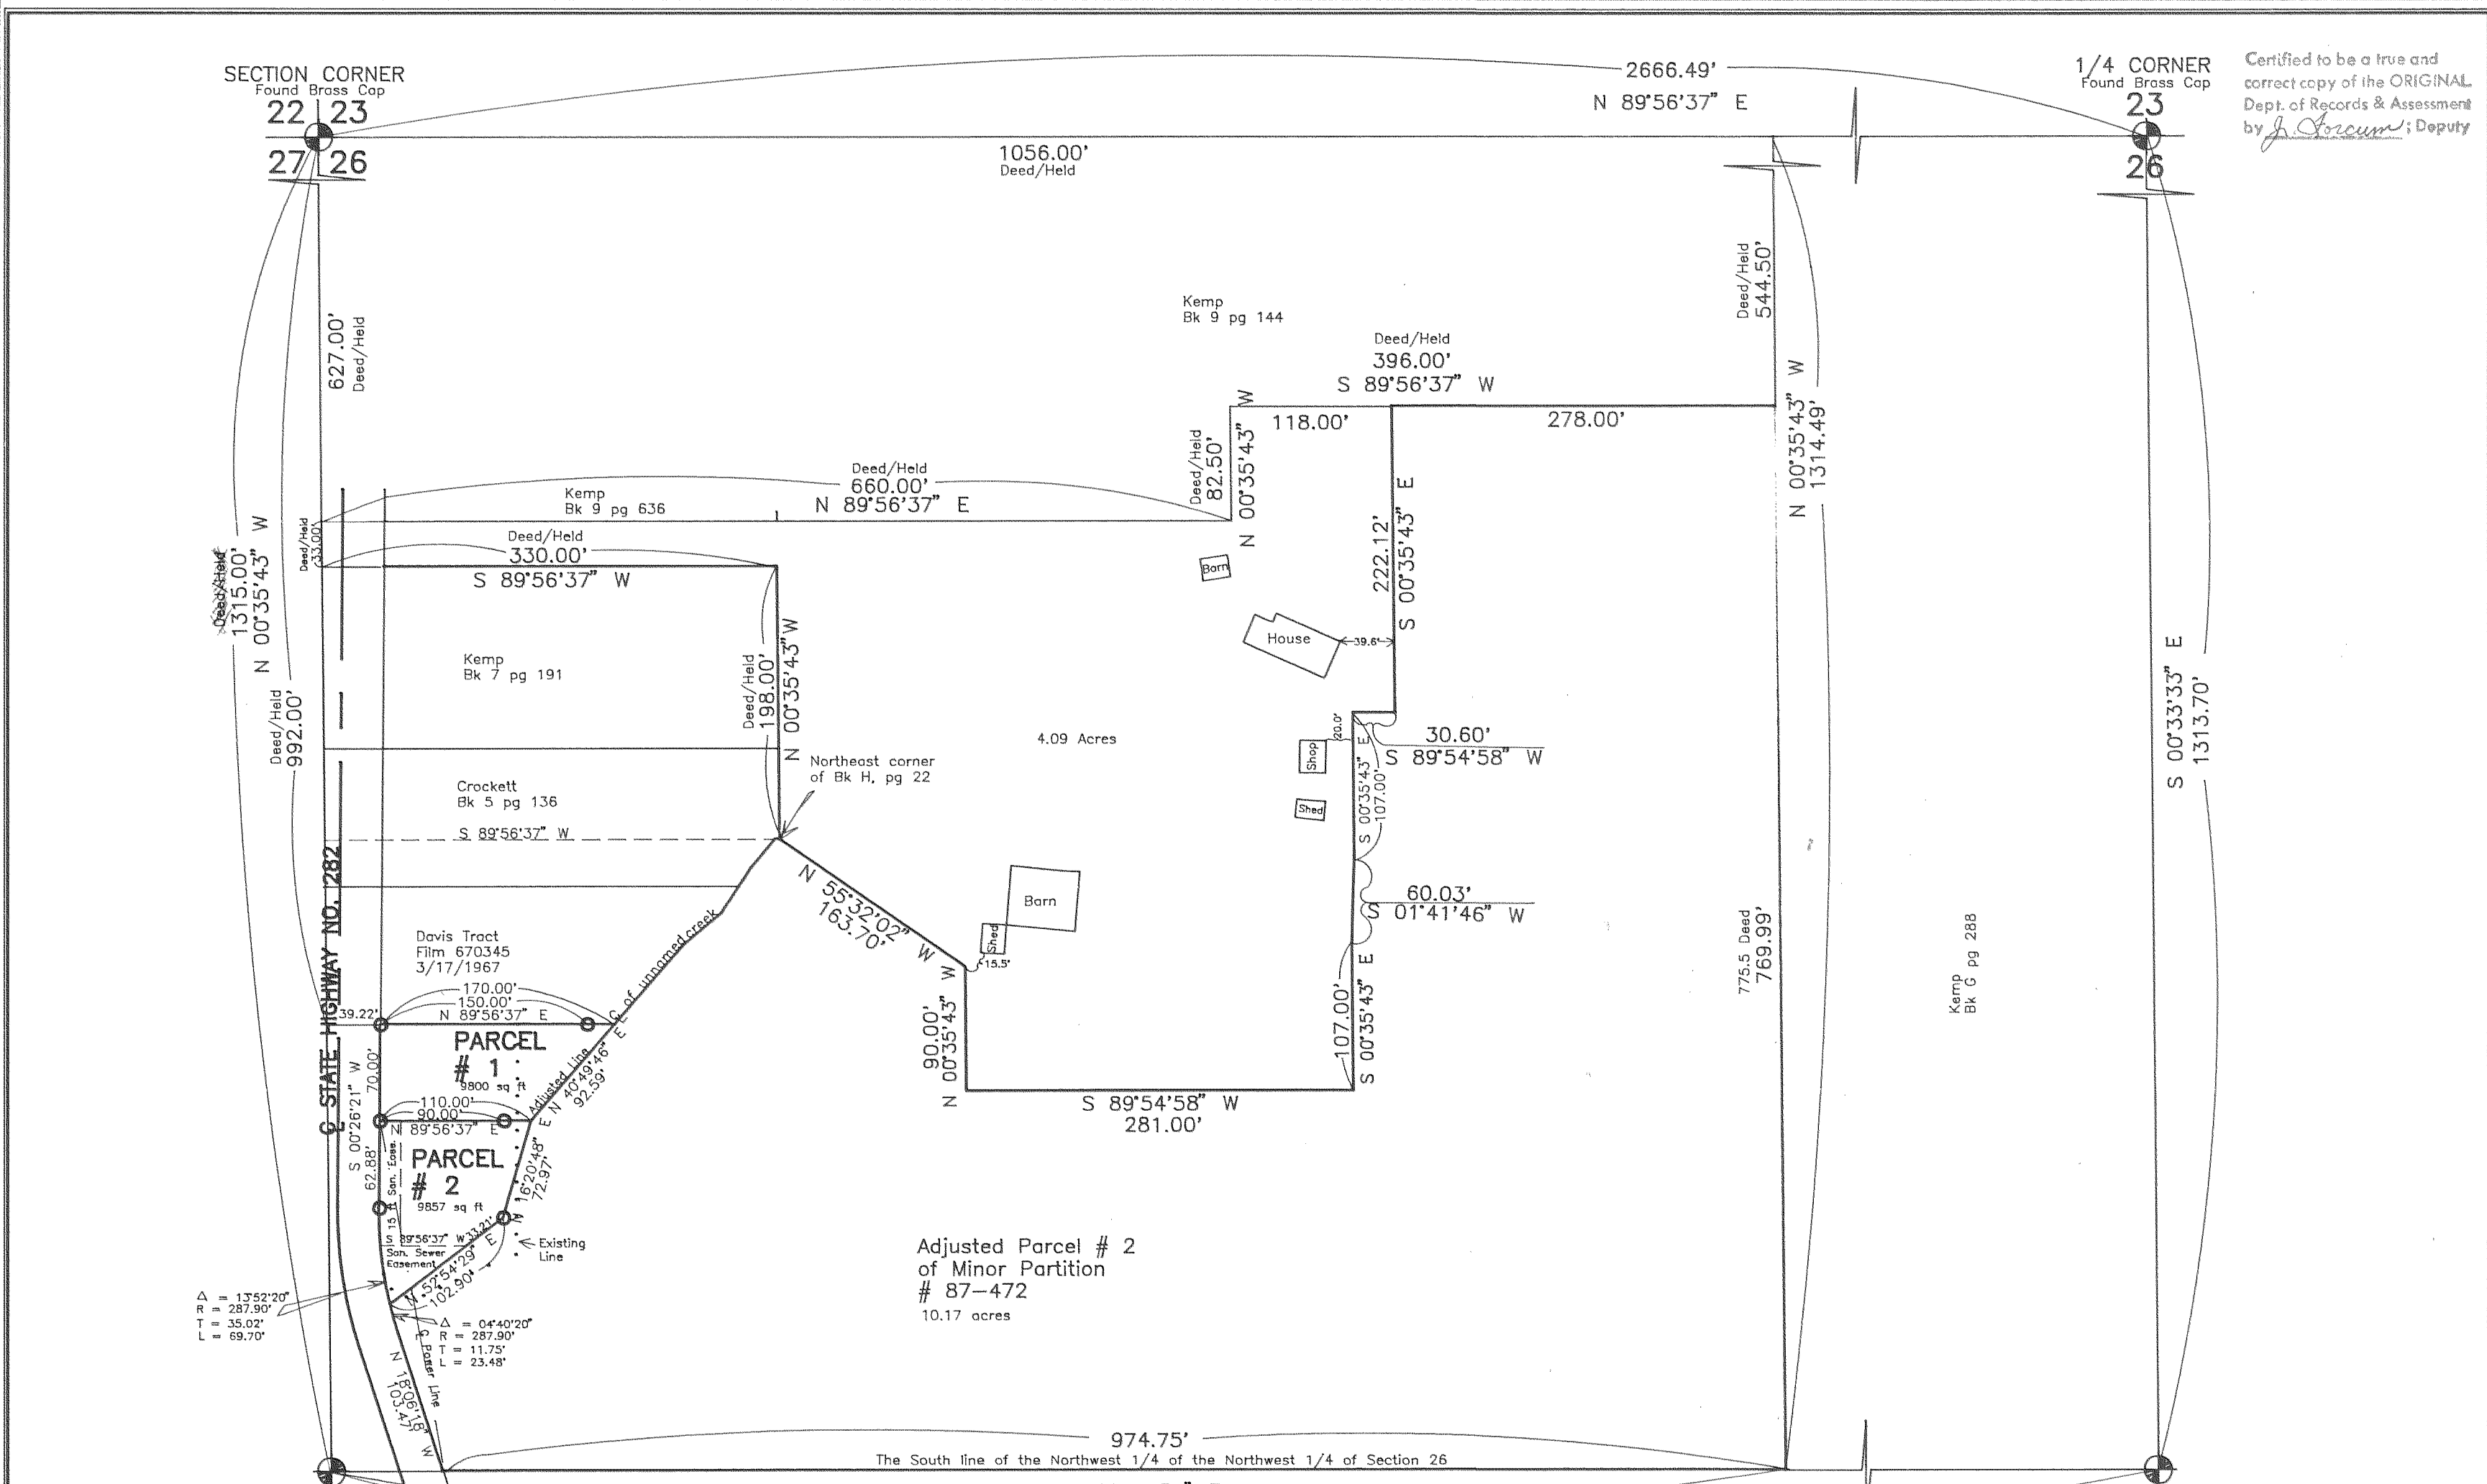 SECTION CORNER
Found Brass Cap
22 23
27 26
2666.49'
N 89°56'37" E
1/4 CORNER
Found Brass Cap
23
26
Certified to be a true and
correct copy of the ORIGINAL
Dept. of Records & Assessment
by J. Forcum; Deputy
1056.00'
Deed/Held
627.00'
Deed/Held
Deed/Held
544.50'
Kemp
Bk 9 pg 144
Deed/Held
396.00'
S 89°56'37" W
118.00'
278.00'
Deed/Held
82.50'
N 00°35'43" W
N 00°35'43" W
1314.49'
Deed/Held
660.00'
N 89°56'37" E
Kemp
Bk 9 pg 636
Deed/Held
33.00'
Deed/Held
330.00'
S 89°56'37" W
Deed/Held
1315.00'
N 00°35'43" W
Deed/Held
992.00'
222.12'
S 00°35'43" E
Barn
House
39.6'
Kemp
Bk 7 pg 191
Deed/Held
198.00'
N 00°35'43" W
S 00°33'33" E
1313.70'
4.09 Acres
20.0'
Shop
Shed
30.60'
S 89°54'58" W
S 00°35'43" E
107.00'
Northeast corner
of Bk H, pg 22
Crockett
Bk 5 pg 136
S 89°56'37" W
N 55°32'02" W
163.70'
Barn
Shed
15.5'
60.03'
S 01°41'46" W
℄ STATE HIGHWAY NO. 282
Davis Tract
Film 670345
3/17/1967
℄ of unnamed creek
775.5 Deed
769.99'
Kemp
Bk G pg 288
170.00'
150.00'
39.22'
N 89°56'37" E
PARCEL
# 1
9800 sq ft
70.00'
S 00°26'21" W
Adjusted Line
N 40°49'46" E
92.59'
90.00'
N 00°35'43" W
107.00'
S 00°35'43" E
S 89°54'58" W
281.00'
110.00'
90.00'
N 89°56'37" E
PARCEL
# 2
9857 sq ft
62.88'
15 ft San. Ease.
N 16°20'48" E
72.97'
S 89°56'37" W
33.21'
San. Sewer
Easement
Existing
Line
N 52°54'29" E
102.90'
Adjusted Parcel # 2
of Minor Partition
# 87-472
10.17 acres
Δ = 13°52'20"
R = 287.90'
T = 35.02'
L = 69.70'
Δ = 04°40'20"
R = 287.90'
T = 11.75'
L = 23.48'
℄ Power Line
N 18°06'18" W
103.47'
974.75'
The South line of the Northwest 1/4 of the Northwest 1/4 of Section 26